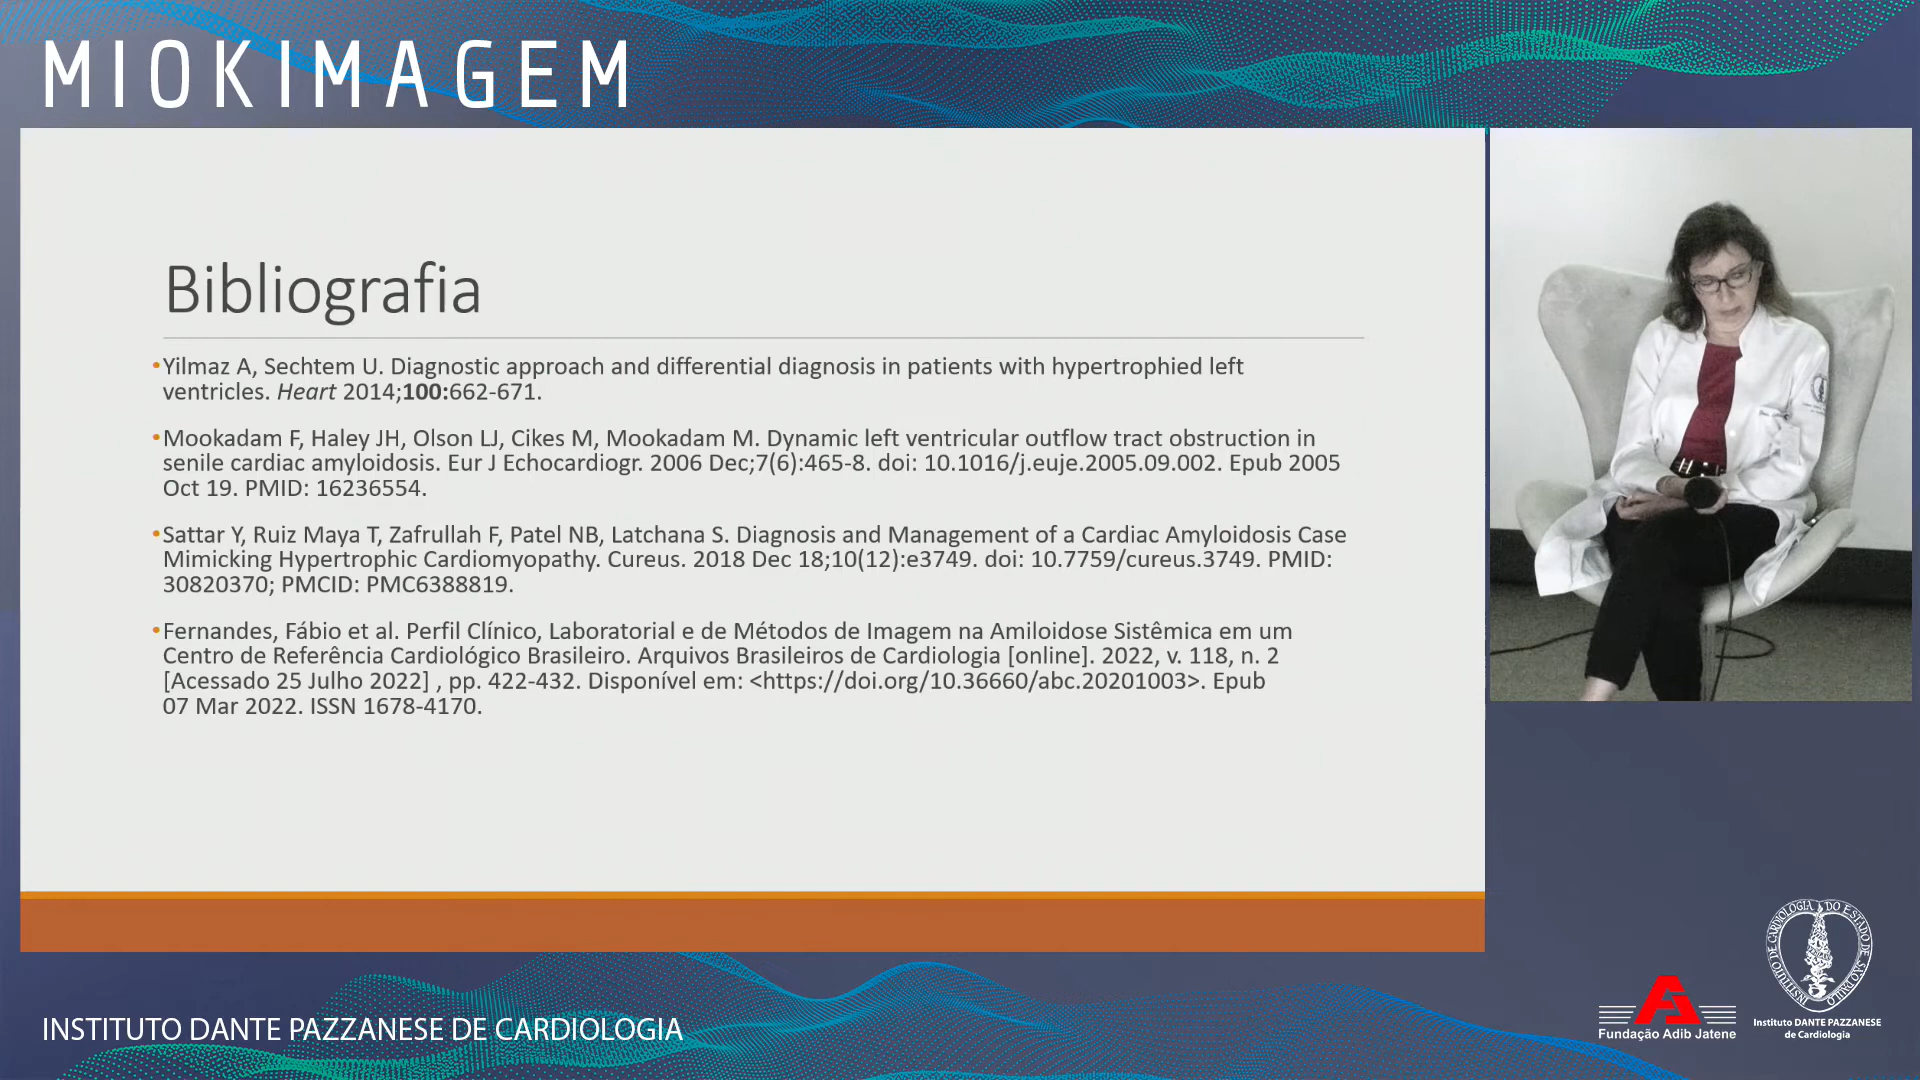 MIOKIMAGEM
Bibliografia
•Yilmaz A, Sechtem U. Diagnostic approach and differential diagnosis in patients with hypertrophied left
ventricles. Heart 2014;100:662-671.
•Mookadam F, Haley JH, Olson LJ, Cikes M, Mookadam M. Dynamic left ventricular outflow tract obstruction in
senile cardiac amyloidosis. Eur J Echocardiogr. 2006 Dec;7(6):465-8. doi: 10.1016/j.euje.2005.09.002. Epub 2005
Oct 19. PMID: 16236554.
•Sattar Y, Ruiz Maya T, Zafrullah F, Patel NB, Latchana S. Diagnosis and Management of a Cardiac Amyloidosis Case
Mimicking Hypertrophic Cardiomyopathy. Cureus. 2018 Dec 18;10(12):e3749. doi: 10.7759/cureus.3749. PMID:
30820370; PMCID: PMC6388819.
•Fernandes, Fábio et al. Perfil Clínico, Laboratorial e de Métodos de Imagem na Amiloidose Sistêmica em um
Centro de Referência Cardiológico Brasileiro. Arquivos Brasileiros de Cardiologia [online]. 2022, v. 118, n. 2
[Acessado 25 Julho 2022] , pp. 422-432. Disponível em: <https://doi.org/10.36660/abc.20201003>. Epub
07 Mar 2022. ISSN 1678-4170.
INSTITUTO DANTE PAZZANESE DE CARDIOLOGIA
Fundação Adib Jatene
INSTITUTO DE CARDIOLOGIA DO ESTADO DE SÃO PAULO
Instituto DANTE PAZZANESE
de Cardiologia